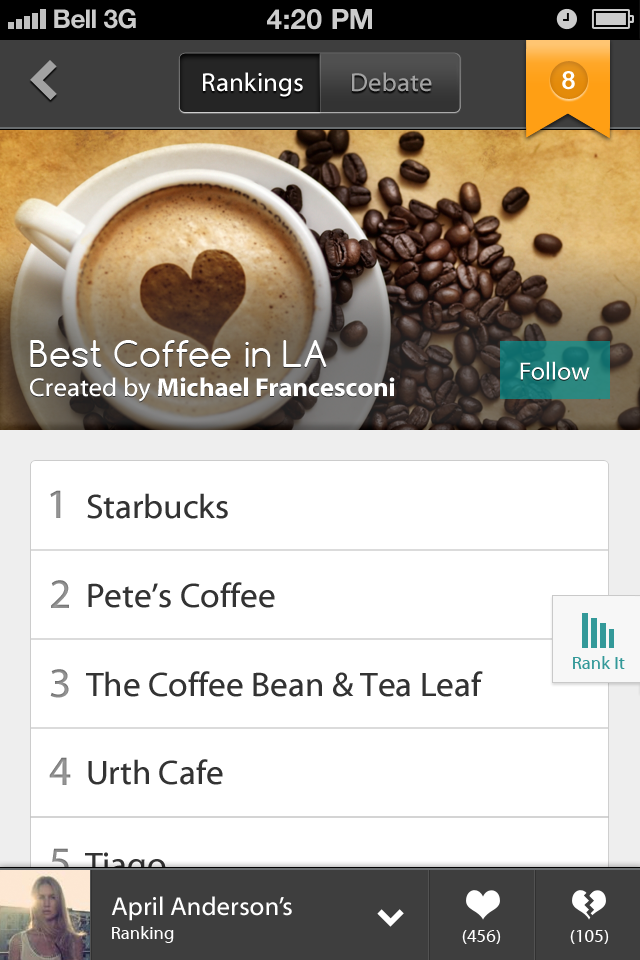 Bell 3G 4:20 PM
Rankings Debate 8
Best Coffee in LA
Created by Michael Francesconi
Follow
1 Starbucks
2 Pete's Coffee
3 The Coffee Bean & Tea Leaf
Rank It
4 Urth Cafe
5 Tiago
April Anderson's
Ranking
(456)
(105)